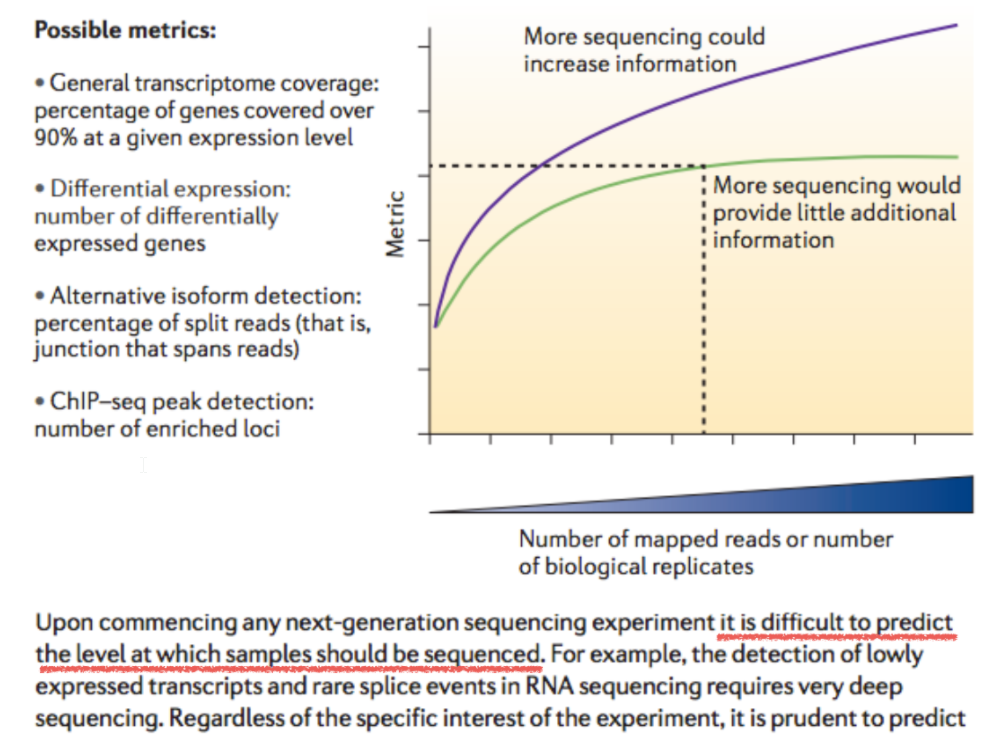 Possible metrics:
• General transcriptome coverage:
percentage of genes covered over
90% at a given expression level
• Differential expression:
number of differentially
expressed genes
• Alternative isoform detection:
percentage of split reads (that is,
junction that spans reads)
• ChIP–seq peak detection:
number of enriched loci
Metric
More sequencing could
increase information
More sequencing would
provide little additional
information
Number of mapped reads or number
of biological replicates
Upon commencing any next-generation sequencing experiment it is difficult to predict
the level at which samples should be sequenced. For example, the detection of lowly
expressed transcripts and rare splice events in RNA sequencing requires very deep
sequencing. Regardless of the specific interest of the experiment, it is prudent to predict